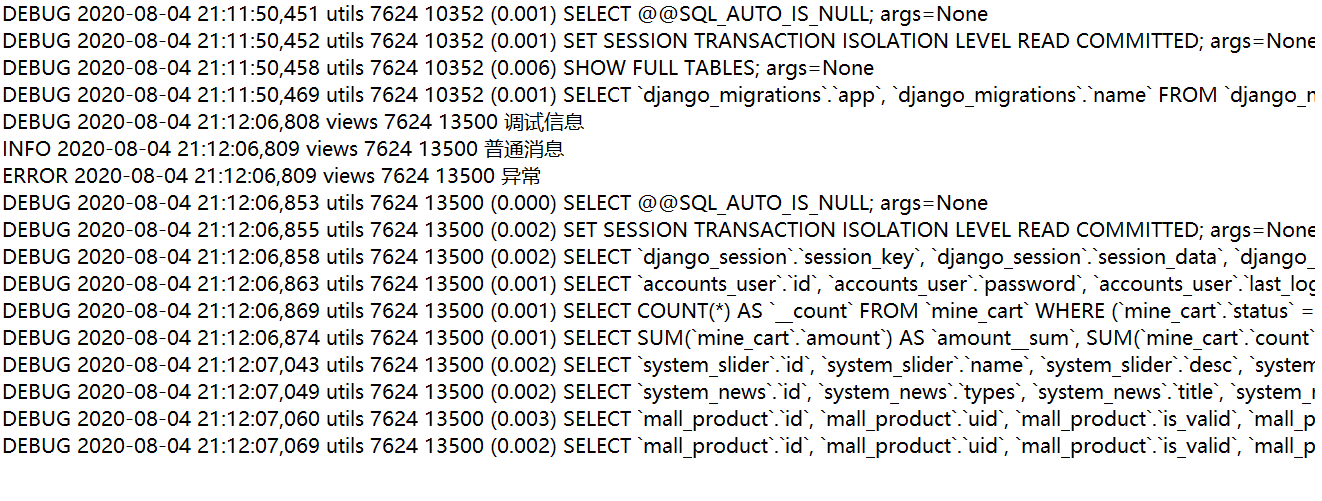 DEBUG 2020-08-04 21:11:50,451 utils 7624 10352 (0.001) SELECT @@SQL_AUTO_IS_NULL; args=None
DEBUG 2020-08-04 21:11:50,452 utils 7624 10352 (0.001) SET SESSION TRANSACTION ISOLATION LEVEL READ COMMITTED; args=None
DEBUG 2020-08-04 21:11:50,458 utils 7624 10352 (0.006) SHOW FULL TABLES; args=None
DEBUG 2020-08-04 21:11:50,469 utils 7624 10352 (0.001) SELECT `django_migrations`.`app`, `django_migrations`.`name` FROM `django_m
DEBUG 2020-08-04 21:12:06,808 views 7624 13500 调试信息
INFO 2020-08-04 21:12:06,809 views 7624 13500 普通消息
ERROR 2020-08-04 21:12:06,809 views 7624 13500 异常
DEBUG 2020-08-04 21:12:06,853 utils 7624 13500 (0.000) SELECT @@SQL_AUTO_IS_NULL; args=None
DEBUG 2020-08-04 21:12:06,855 utils 7624 13500 (0.002) SET SESSION TRANSACTION ISOLATION LEVEL READ COMMITTED; args=None
DEBUG 2020-08-04 21:12:06,858 utils 7624 13500 (0.002) SELECT `django_session`.`session_key`, `django_session`.`session_data`, `django_
DEBUG 2020-08-04 21:12:06,863 utils 7624 13500 (0.001) SELECT `accounts_user`.`id`, `accounts_user`.`password`, `accounts_user`.`last_log
DEBUG 2020-08-04 21:12:06,869 utils 7624 13500 (0.001) SELECT COUNT(*) AS `__count` FROM `mine_cart` WHERE (`mine_cart`.`status` =
DEBUG 2020-08-04 21:12:06,874 utils 7624 13500 (0.001) SELECT SUM(`mine_cart`.`amount`) AS `amount__sum`, SUM(`mine_cart`.`count`
DEBUG 2020-08-04 21:12:07,043 utils 7624 13500 (0.002) SELECT `system_slider`.`id`, `system_slider`.`name`, `system_slider`.`desc`, `system
DEBUG 2020-08-04 21:12:07,049 utils 7624 13500 (0.002) SELECT `system_news`.`id`, `system_news`.`types`, `system_news`.`title`, `system_n
DEBUG 2020-08-04 21:12:07,060 utils 7624 13500 (0.003) SELECT `mall_product`.`id`, `mall_product`.`uid`, `mall_product`.`is_valid`, `mall_p
DEBUG 2020-08-04 21:12:07,069 utils 7624 13500 (0.002) SELECT `mall_product`.`id`, `mall_product`.`uid`, `mall_product`.`is_valid`, `mall_p